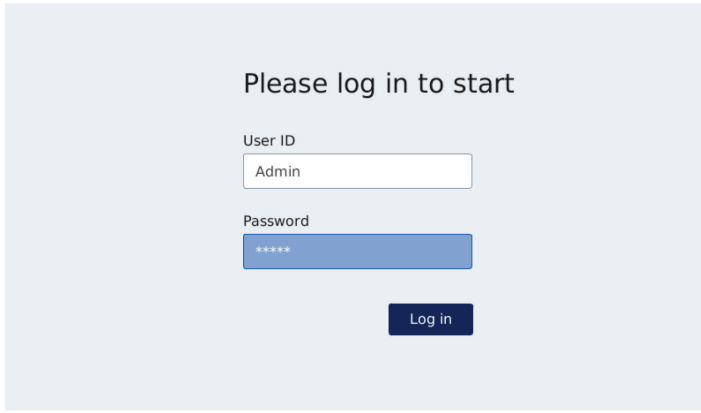 Please log in to start
User ID
Admin
Password
*****
Log in